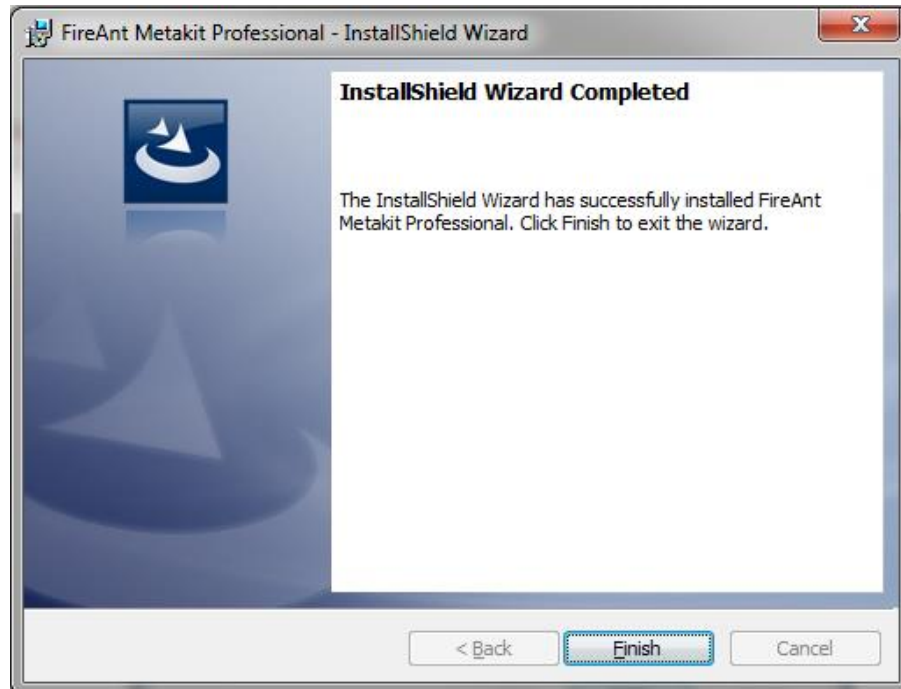 FireAnt Metakit Professional - InstallShield Wizard
InstallShield Wizard Completed
The InstallShield Wizard has successfully installed FireAnt
Metakit Professional. Click Finish to exit the wizard.
< Back
Finish
Cancel